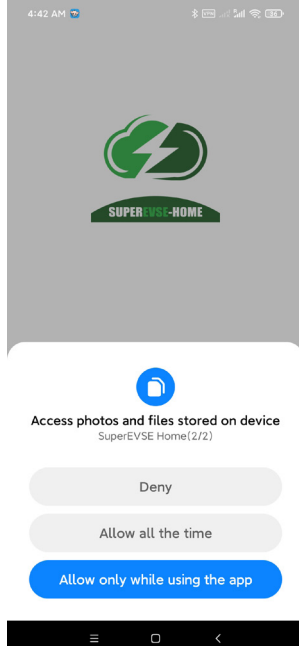 4:42 AM
SUPEREVSE-HOME
Access photos and files stored on device
SuperEVSE Home(2/2)
Deny
Allow all the time
Allow only while using the app